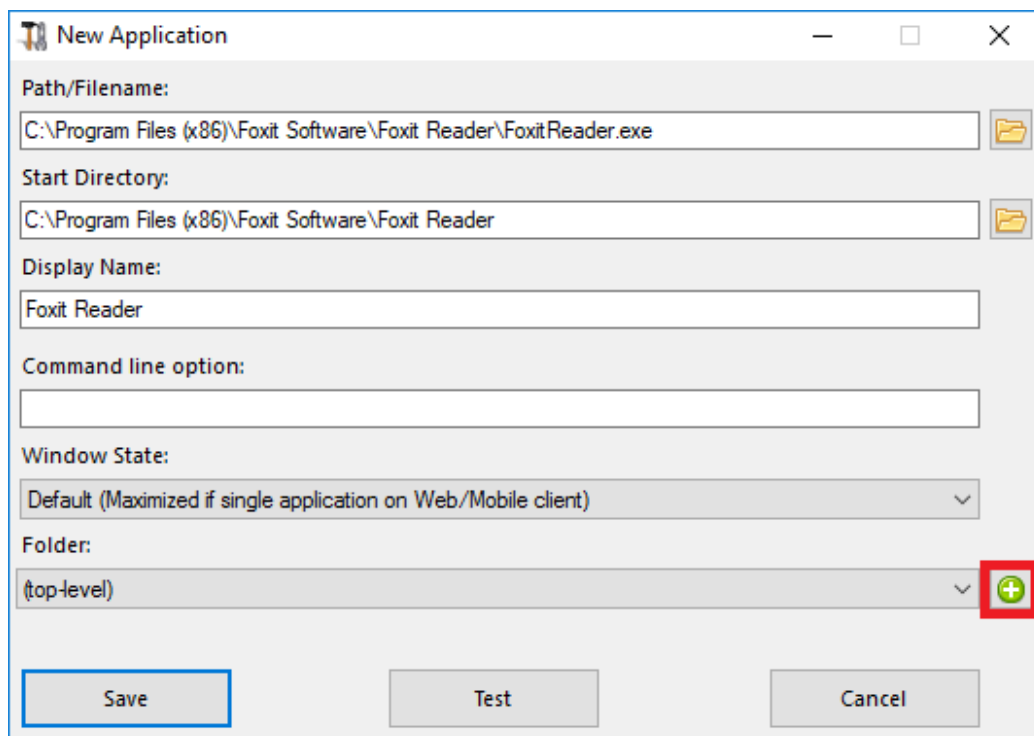 New Application
Path/Filename:
C:\Program Files (x86)\Foxit Software\Foxit Reader\FoxitReader.exe
Start Directory:
C:\Program Files (x86)\Foxit Software\Foxit Reader
Display Name:
Foxit Reader
Command line option:
Window State:
Default (Maximized if single application on Web/Mobile client)
Folder:
(top-level)
Save Test Cancel